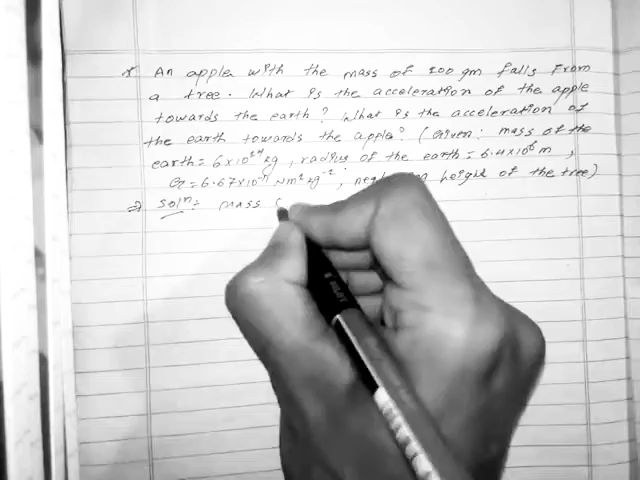 * An apple with the mass of 100 gm falls from
a tree. What is the acceleration of the apple
towards the earth? What is the acceleration of
the earth towards the apple? (Given: mass of the
earth = 6×10²⁴ kg, radius of the earth = 6.4×10⁶ m,
G = 6.67×10⁻¹¹ Nm² kg⁻², height of the tree)
⇒ Solⁿ: mass